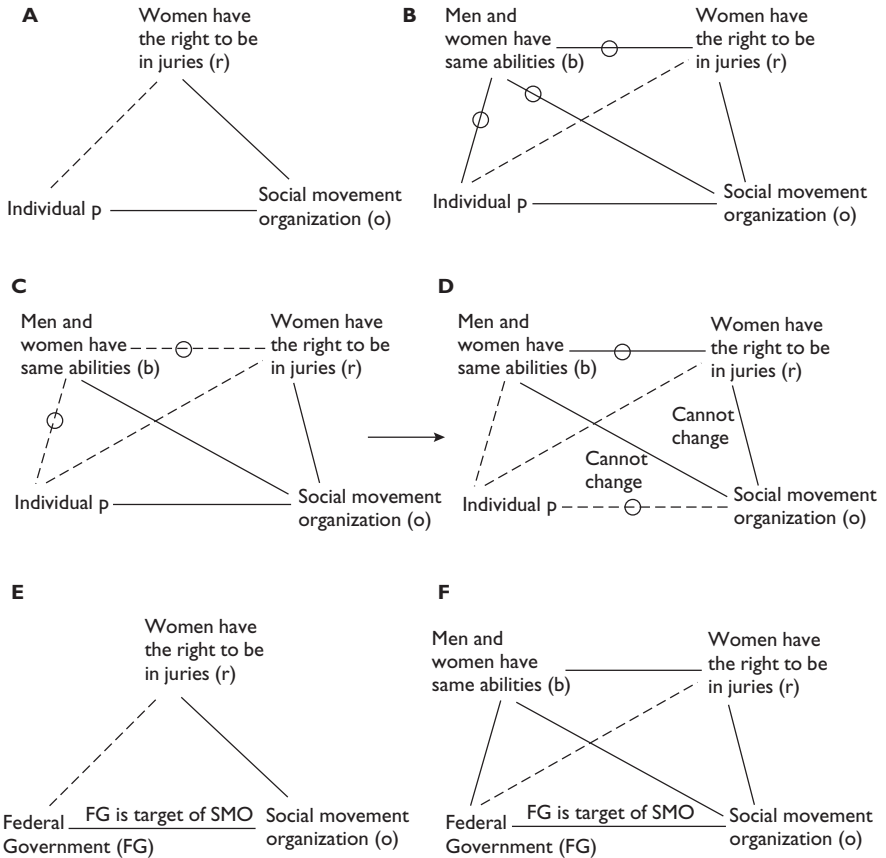 A
Women have
the right to be
in juries (r)
Individual p
Social movement
organization (o)
B
Men and
women have
same abilities (b)
Women have
the right to be
in juries (r)
Individual p
Social movement
organization (o)
C
Men and
women have
same abilities (b)
Women have
the right to be
in juries (r)
Individual p
Social movement
organization (o)
D
Men and
women have
same abilities (b)
Women have
the right to be
in juries (r)
Cannot
change
Cannot
change
Individual p
Social movement
organization (o)
E
Women have
the right to be
in juries (r)
Federal
Government (FG)
FG is target of SMO
Social movement
organization (o)
F
Men and
women have
same abilities (b)
Women have
the right to be
in juries (r)
Federal
Government (FG)
FG is target of SMO
Social movement
organization (o)